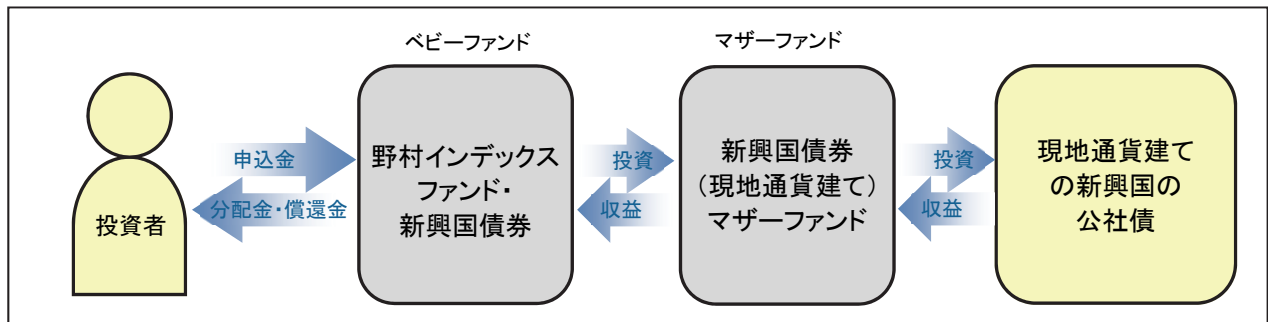 ベビーファンド
マザーファンド
投資者
申込金
分配金・償還金
野村インデックス
ファンド・
新興国債券
投資
収益
新興国債券
（現地通貨建て）
マザーファンド
投資
収益
現地通貨建て
の新興国の
公社債